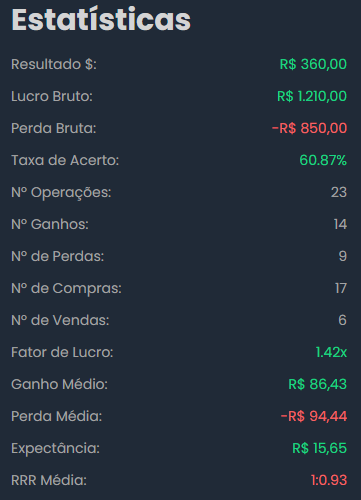 Estatísticas
Resultado $: R$ 360,00
Lucro Bruto: R$ 1.210,00
Perda Bruta: -R$ 850,00
Taxa de Acerto: 60.87%
Nº Operações: 23
Nº Ganhos: 14
Nº de Perdas: 9
Nº de Compras: 17
Nº de Vendas: 6
Fator de Lucro: 1.42x
Ganho Médio: R$ 86,43
Perda Média: -R$ 94,44
Expectância: R$ 15,65
RRR Média: 1:0.93